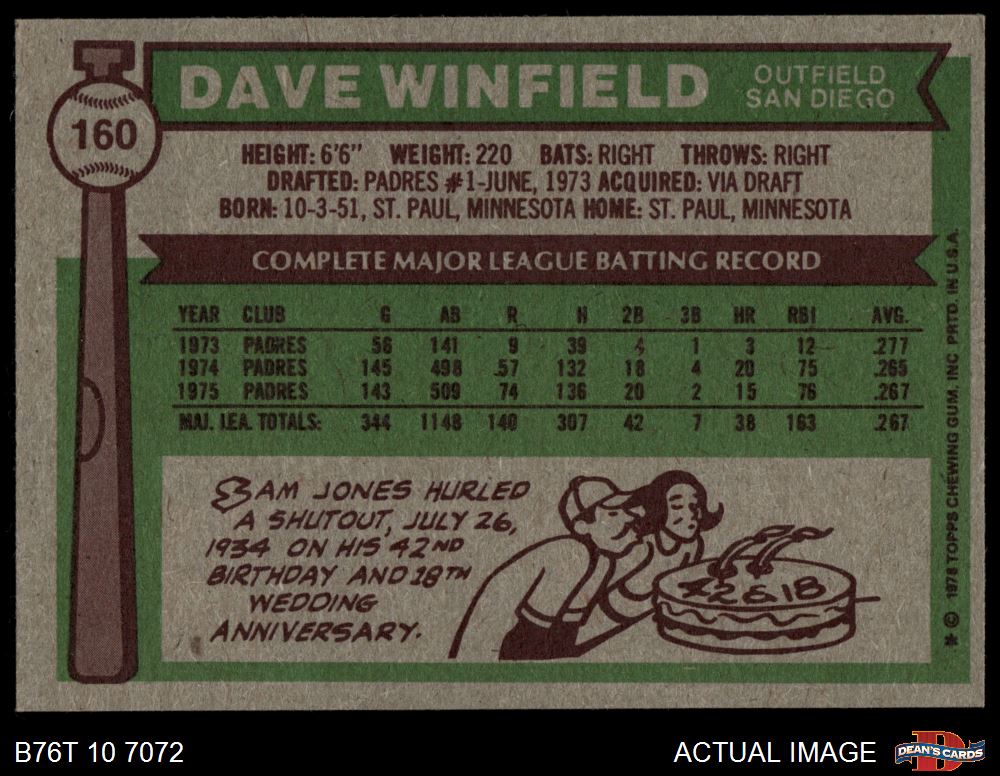 DAVE WINFIELD
OUTFIELD
SAN DIEGO
160
HEIGHT: 6'6" WEIGHT: 220 BATS: RIGHT THROWS: RIGHT
DRAFTED: PADRES #1-JUNE, 1973 ACQUIRED: VIA DRAFT
BORN: 10-3-51, ST. PAUL, MINNESOTA HOME: ST. PAUL, MINNESOTA
COMPLETE MAJOR LEAGUE BATTING RECORD
YEAR CLUB G AB R H 2B 3B HR RBI AVG.
1973 PADRES 56 141 9 39 4 1 3 12 .277
1974 PADRES 145 498 57 132 18 4 20 75 .265
1975 PADRES 143 509 74 136 20 2 15 76 .267
MAJ. LEA. TOTALS: 344 1148 140 307 42 7 38 163 .267
SAM JONES HURLED
A SHUTOUT, JULY 26,
1934 ON HIS 42ND
BIRTHDAY AND 18TH
WEDDING
ANNIVERSARY.
42 & 18
* © 1976 TOPPS CHEWING GUM, INC PRTD. IN U.S.A.
B76T 10 7072
ACTUAL IMAGE
DEAN'S CARDS